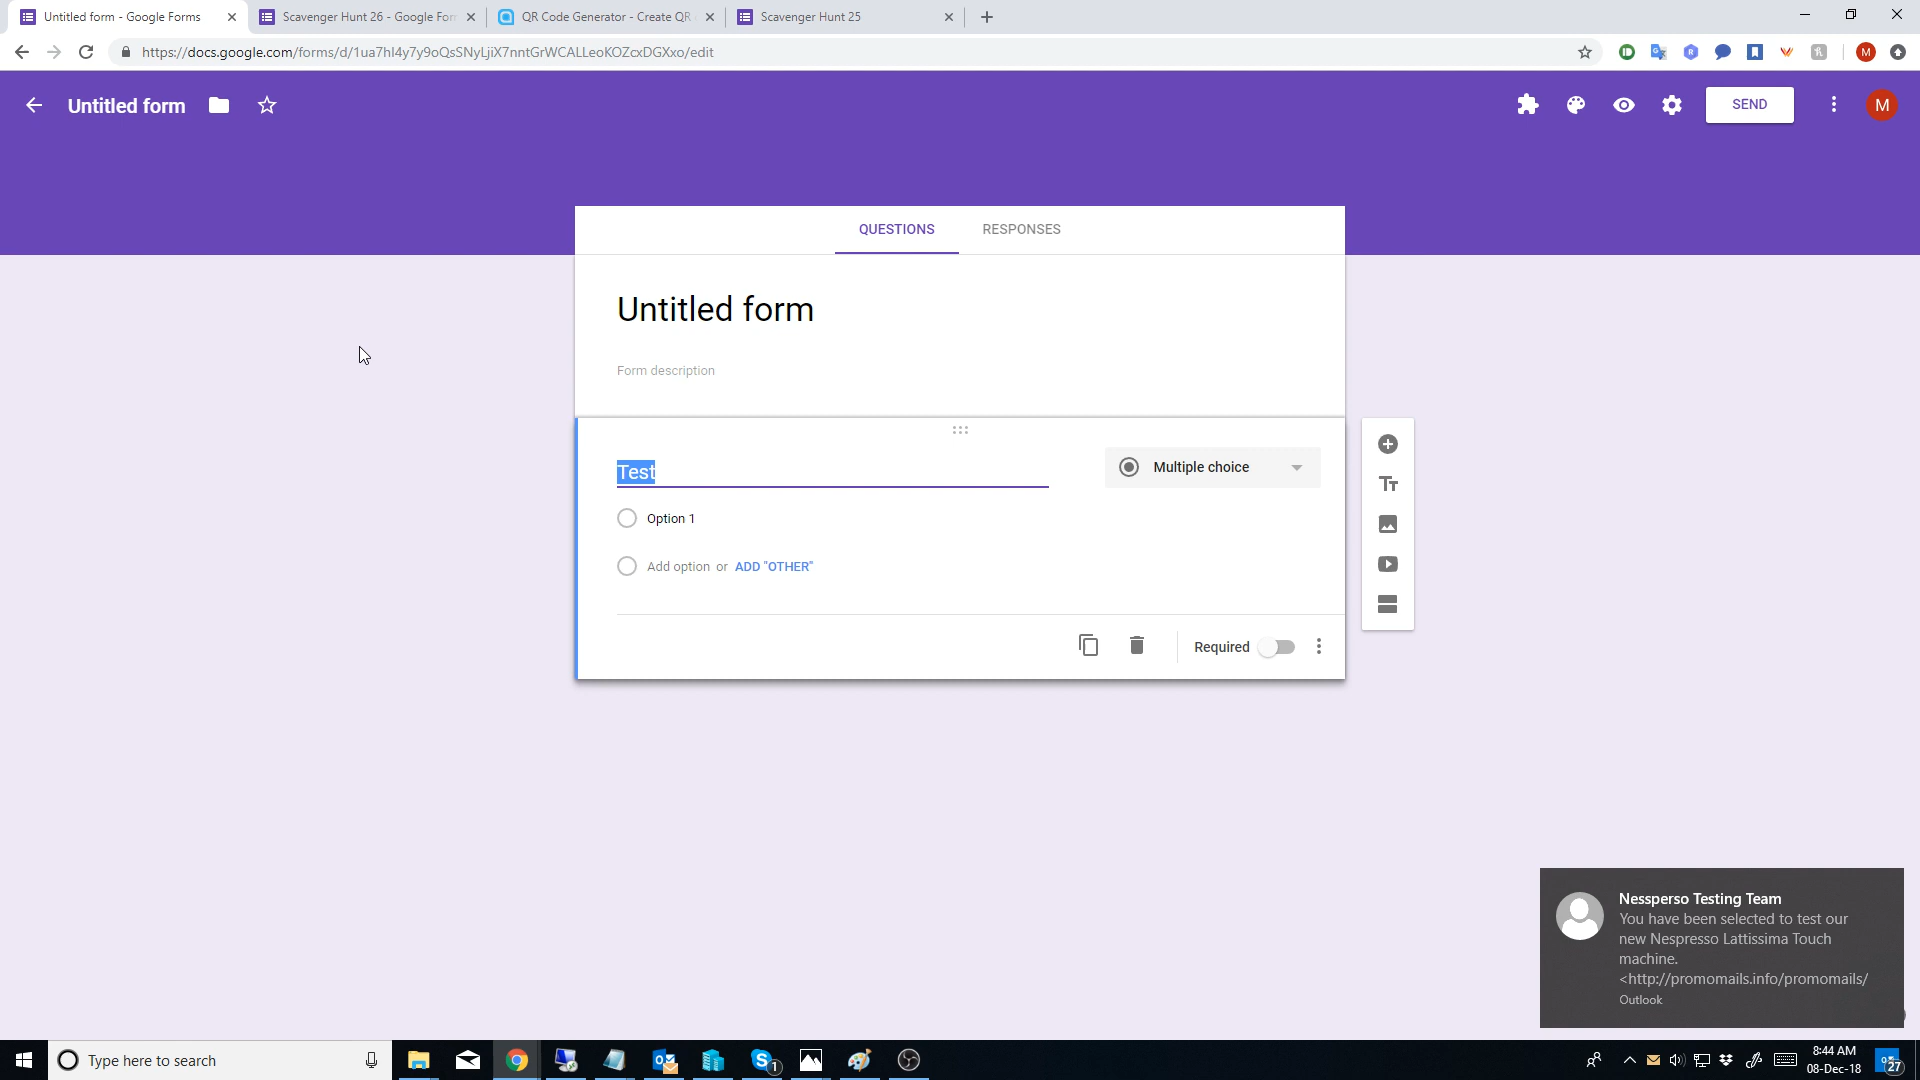 Untitled form - Google Forms
Scavenger Hunt 26 - Google For
QR Code Generator - Create QR
Scavenger Hunt 25
https://docs.google.com/forms/d/1ua7hl4y7y9oQsSNyLjiX7nntGrWCALLeoKOZcxDGXxo/edit
M
Untitled form
SEND
M
QUESTIONS
RESPONSES
Untitled form
Form description
Test
Multiple choice
Option 1
Add option or ADD "OTHER"
Required
Nessperso Testing Team
You have been selected to test our
new Nespresso Lattissima Touch
machine.
<http://promomails.info/promomails/
Outlook
Type here to search
1
8:44 AM
08-Dec-18
27